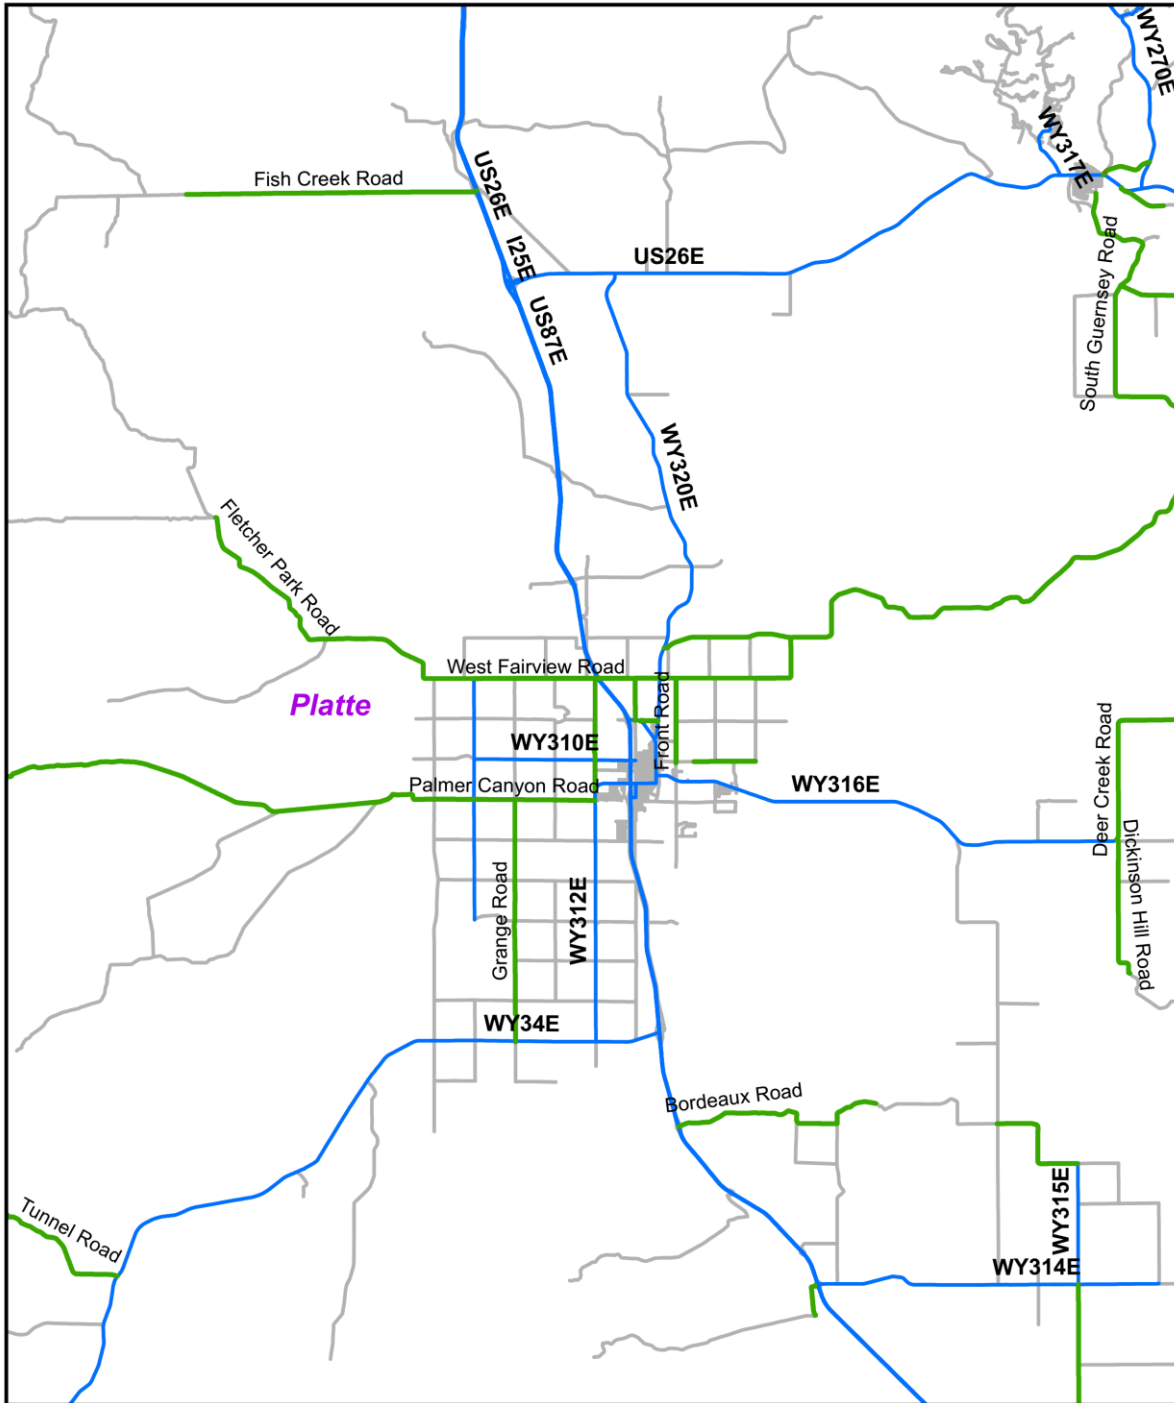 WY270E
WY317E
Fish Creek Road
US26E
I25E
US26E
US87E
South Guernsey Road
WY320E
Fletcher Park Road
West Fairview Road
Platte
Front Road
WY310E
Palmer Canyon Road
WY316E
Deer Creek Road
Dickinson Hill Road
Grange Road
WY312E
WY34E
Bordeaux Road
WY315E
Tunnel Road
WY314E